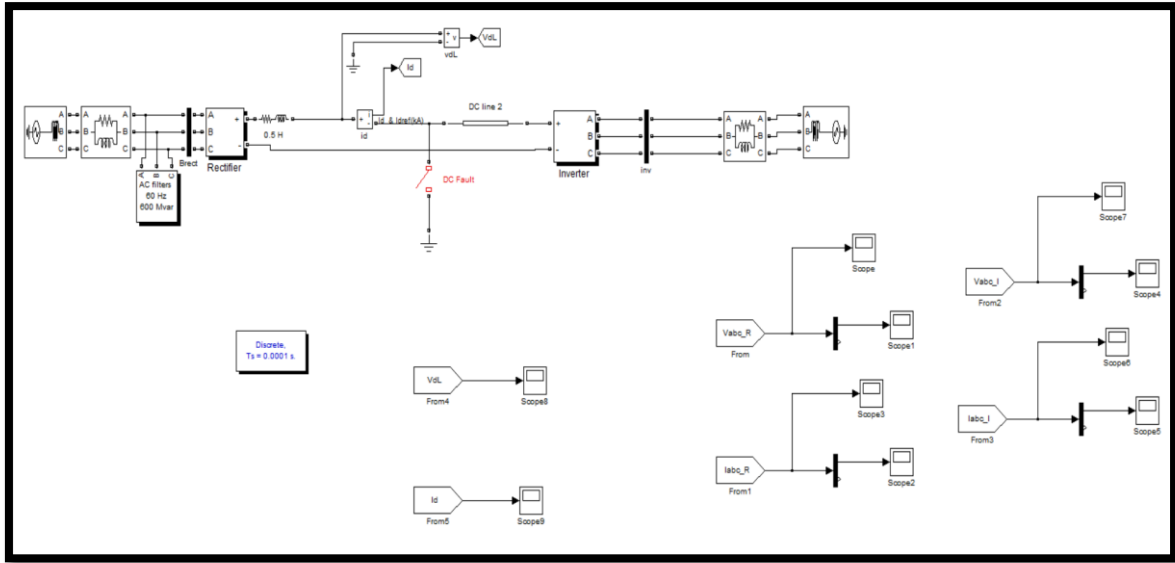 +
-
v
vdL
VdL
Id
+
i
-
id
Id & Idref(kA)
DC line 2
0.5 H
A
B
C
A
B
C
A
B
C
Brect
A
B
C
+
-
Rectifier
A
B
C
AC filters
60 Hz
600 Mvar
DC Fault
+
-
A
B
C
Inverter
inv
A
B
C
A
B
C
A
B
C
Discrete,
Ts = 0.0001 s.
VdL
From4
Scope8
Id
From5
Scope9
Scope
Vabc_R
From
Scope1
Scope3
Iabc_R
From1
Scope2
Scope7
Vabc_I
From2
Scope4
Scope6
Iabc_I
From3
Scope5